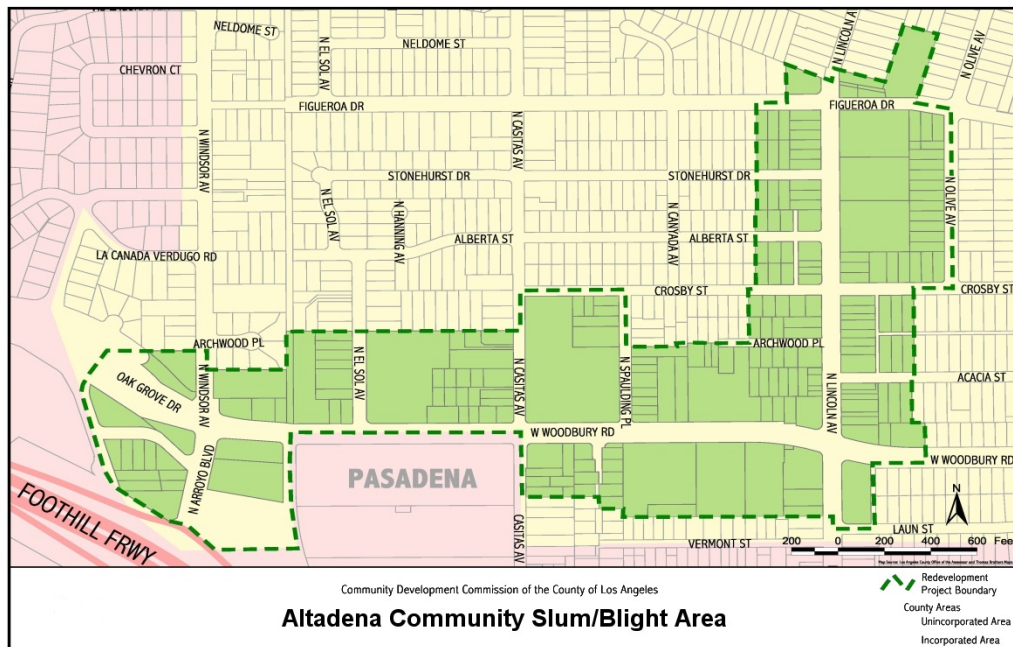 NELDOME ST
N EL SOL AV
NELDOME ST
N LINCOLN A
N OLIVE AV
CHEVRON CT
FIGUEROA DR
FIGUEROA DR
N WINDSOR AV
N CASITAS AV
STONEHURST DR
STONEHURST DR
N EL SOL AV
N HANNING AV
N CANYADA AV
N OLIVE AV
ALBERTA ST
ALBERTA ST
LA CANADA VERDUGO RD
CROSBY ST
CROSBY ST
ARCHWOOD PL
ARCHWOOD PL
OAK GROVE DR
N WINDSOR AV
N EL SOL AV
N CASITAS AV
N SPAULDING PL
N LINCOLN AV
ACACIA ST
W WOODBURY RD
W WOODBURY RD
N ARROYO BLVD
PASADENA
FOOTHILL FRWY
CASITAS AV
VERMONT ST
LAUN ST
N
200 0 200 400 600 Fee
Community Development Commission of the County of Los Angeles
Altadena Community Slum/Blight Area
Redevelopment
Project Boundary
County Areas
Unincorporated Area
Incorporated Area